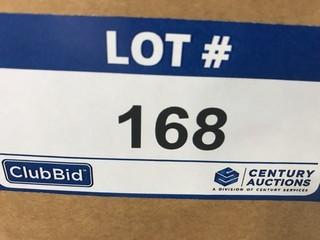 LOT #
168
ClubBid
CENTURY
AUCTIONS
A DIVISION OF CENTURY SERVICES